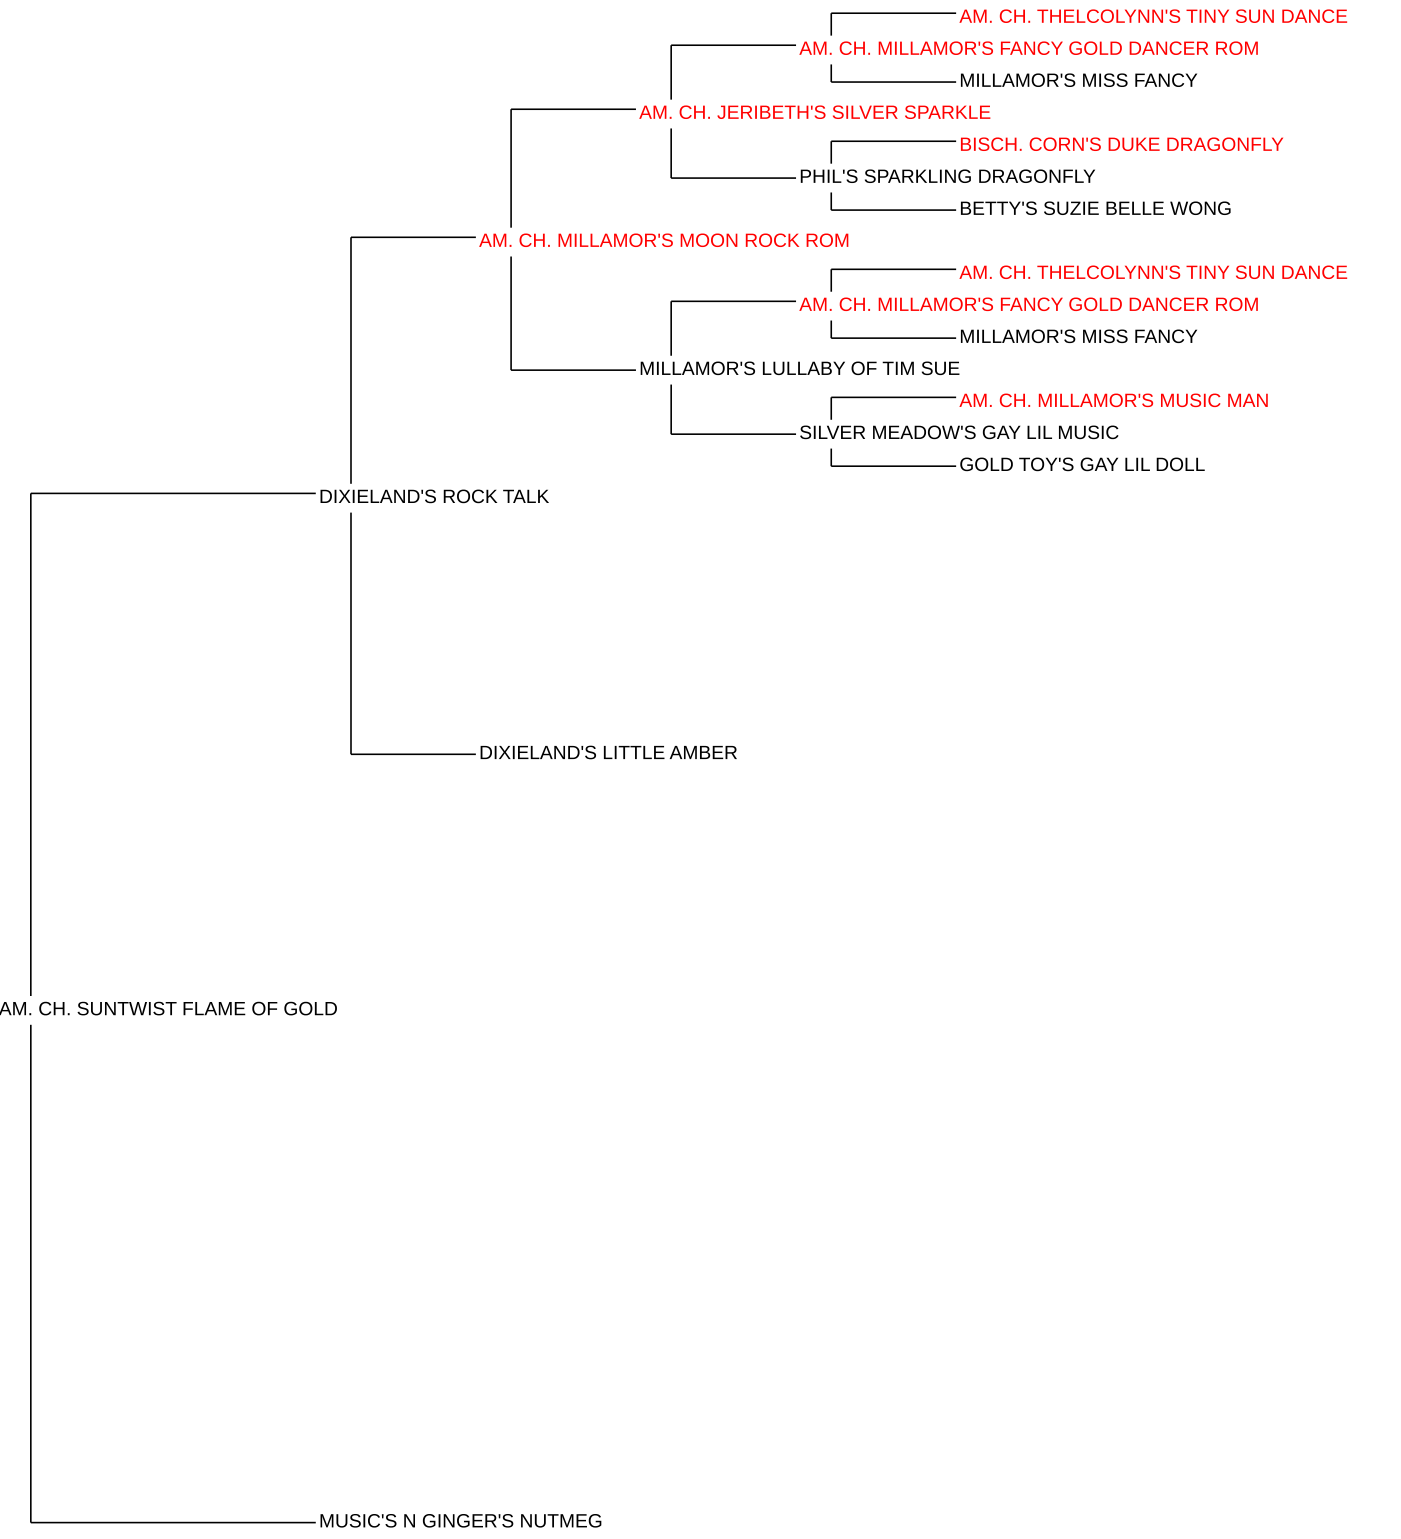 AM. CH. THELCOLYNN'S TINY SUN DANCE
AM. CH. MILLAMOR'S FANCY GOLD DANCER ROM
MILLAMOR'S MISS FANCY
AM. CH. JERIBETH'S SILVER SPARKLE
BISCH. CORN'S DUKE DRAGONFLY
PHIL'S SPARKLING DRAGONFLY
BETTY'S SUZIE BELLE WONG
AM. CH. MILLAMOR'S MOON ROCK ROM
AM. CH. THELCOLYNN'S TINY SUN DANCE
AM. CH. MILLAMOR'S FANCY GOLD DANCER ROM
MILLAMOR'S MISS FANCY
MILLAMOR'S LULLABY OF TIM SUE
AM. CH. MILLAMOR'S MUSIC MAN
SILVER MEADOW'S GAY LIL MUSIC
GOLD TOY'S GAY LIL DOLL
DIXIELAND'S ROCK TALK
DIXIELAND'S LITTLE AMBER
AM. CH. SUNTWIST FLAME OF GOLD
MUSIC'S N GINGER'S NUTMEG